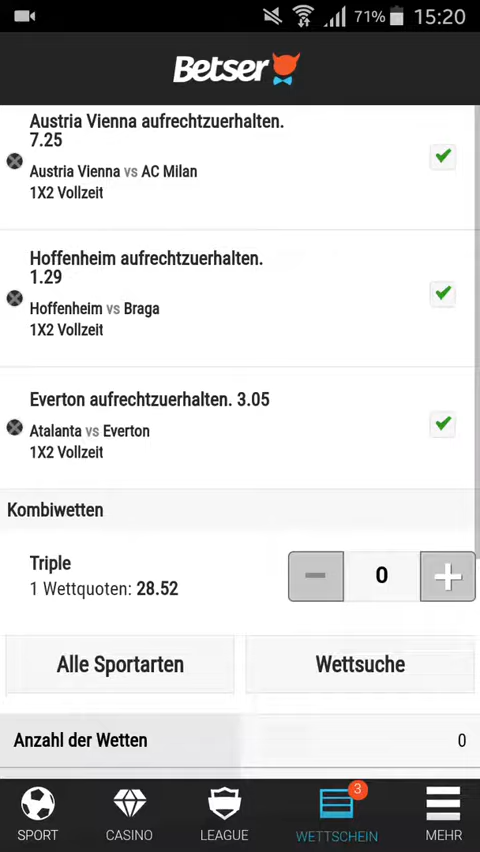 71% 15:20
Betser
Austria Vienna aufrechtzuerhalten.
7.25
Austria Vienna vs AC Milan
1X2 Vollzeit
Hoffenheim aufrechtzuerhalten.
1.29
Hoffenheim vs Braga
1X2 Vollzeit
Everton aufrechtzuerhalten. 3.05
Atalanta vs Everton
1X2 Vollzeit
Kombiwetten
Triple
1 Wettquoten: 28.52
0
Alle Sportarten Wettsuche
Anzahl der Wetten 0
3
SPORT CASINO LEAGUE WETTSCHEIN MEHR